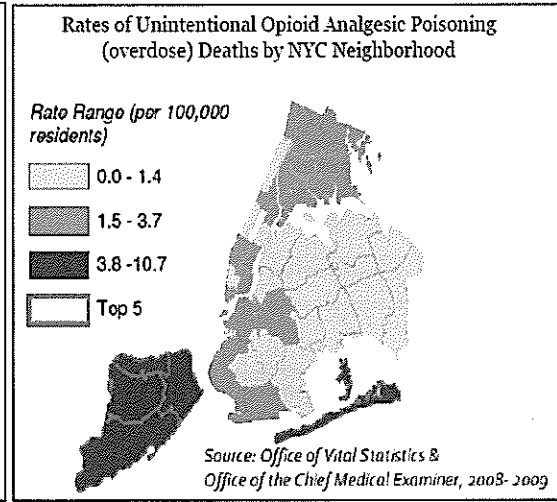 Rates of Unintentional Opioid Analgesic Poisoning
(overdose) Deaths by NYC Neighborhood
Rate Range (per 100,000
residents)
0.0 - 1.4
1.5 - 3.7
3.8 -10.7
Top 5
Source: Office of Vital Statistics &
Office of the Chief Medical Examiner, 2008- 2009